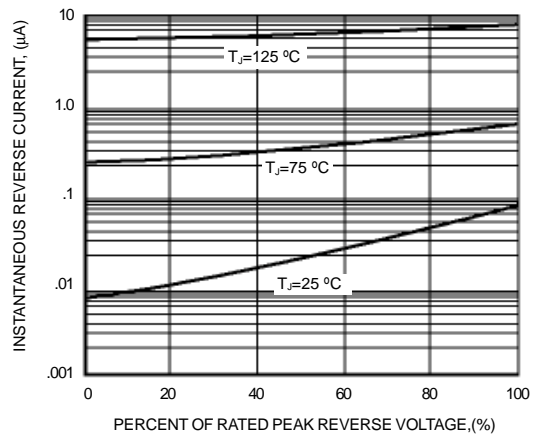 INSTANTANEOUS REVERSE CURRENT, (µA)
10
1.0
.1
.01
.001
TJ=125 ºC
TJ=75 ºC
TJ=25 ºC
0 20 40 60 80 100
PERCENT OF RATED PEAK REVERSE VOLTAGE,(%)